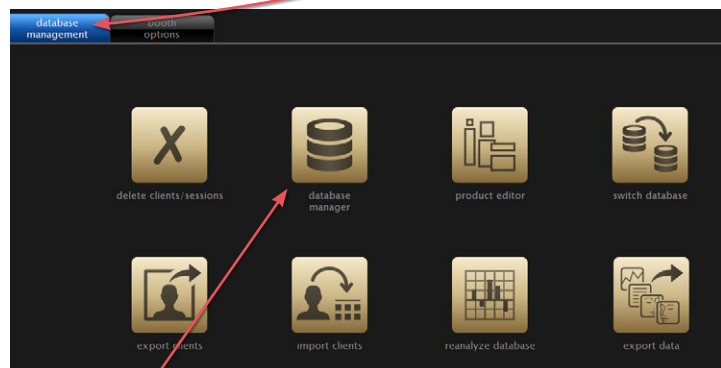 database
management
booth
options
delete clients/sessions
database
manager
product editor
switch database
export clients
import clients
reanalyze database
export data